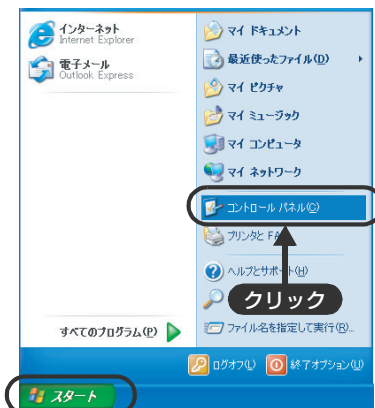 インターネット
Internet Explorer
電子メール
Outlook Express
すべてのプログラム(P)
マイ ドキュメント
最近使ったファイル(D)
マイ ピクチャ
マイ ミュージック
マイ コンピュータ
マイ ネットワーク
コントロール パネル(C)
プリンタと FA
ヘルプとサポート(H)
クリック
ファイル名を指定して実行(R)...
ログオフ(L)
終了オプション(U)
スタート